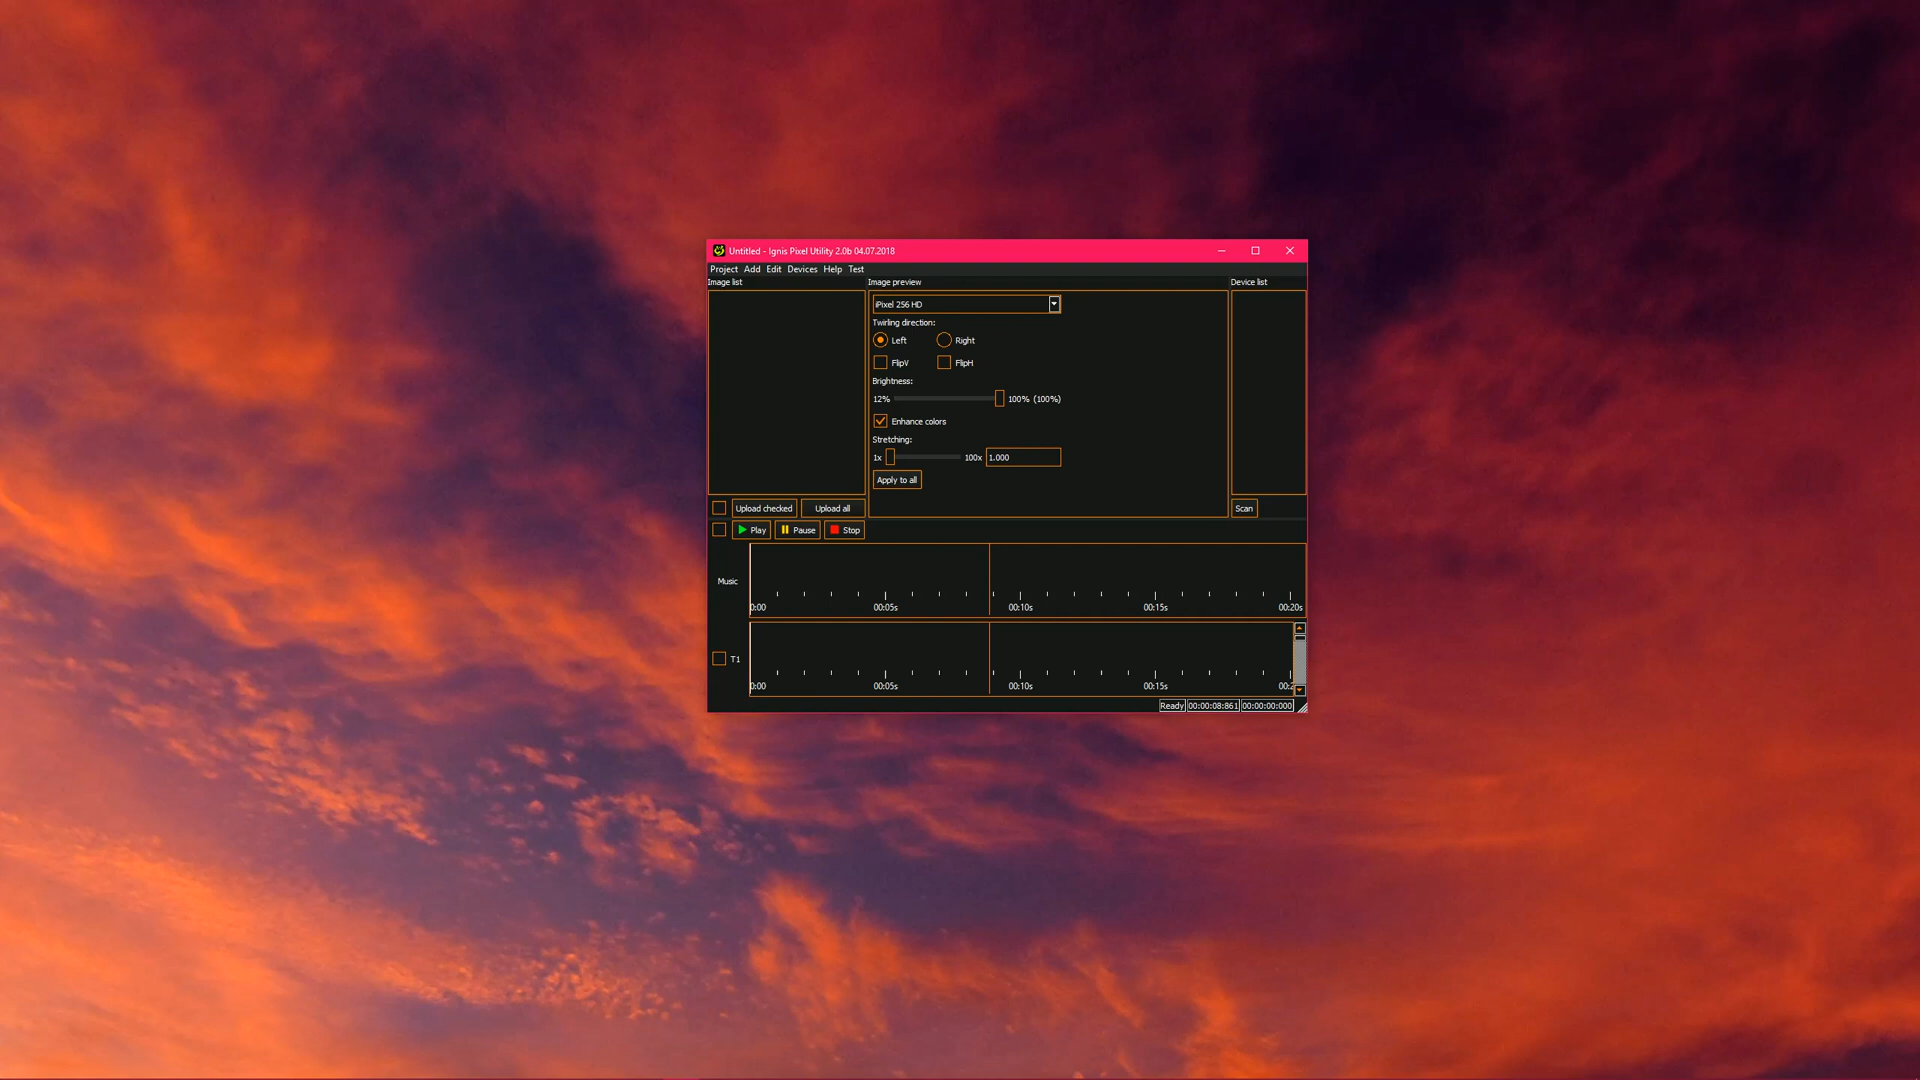 Untitled - Ignis Pixel Utility 2.0b 04.07.2018
Project Add Edit Devices Help Test
Image list
Image preview
Device list
iPixel 256 HD
Twirling direction:
Left Right
FlipV FlipH
Brightness:
12% 100% (100%)
Enhance colors
Stretching:
1x 100x 1.000
Apply to all
Upload checked Upload all
Scan
Play Pause Stop
Music
0:00 00:05s 00:10s 00:15s 00:20s
T1
0:00 00:05s 00:10s 00:15s 00:2
Ready 00:00:08:861 00:00:00:000